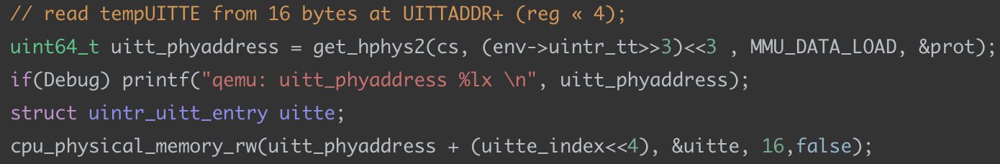 // read tempUITTE from 16 bytes at UITTADDR+ (reg « 4);
uint64_t uitt_phyaddress = get_hphys2(cs, (env->uintr_tt>>3)<<3 , MMU_DATA_LOAD, &prot);
if(Debug) printf("qemu: uitt_phyaddress %lx \n", uitt_phyaddress);
struct uintr_uitt_entry uitte;
cpu_physical_memory_rw(uitt_phyaddress + (uitte_index<<4), &uitte, 16,false);